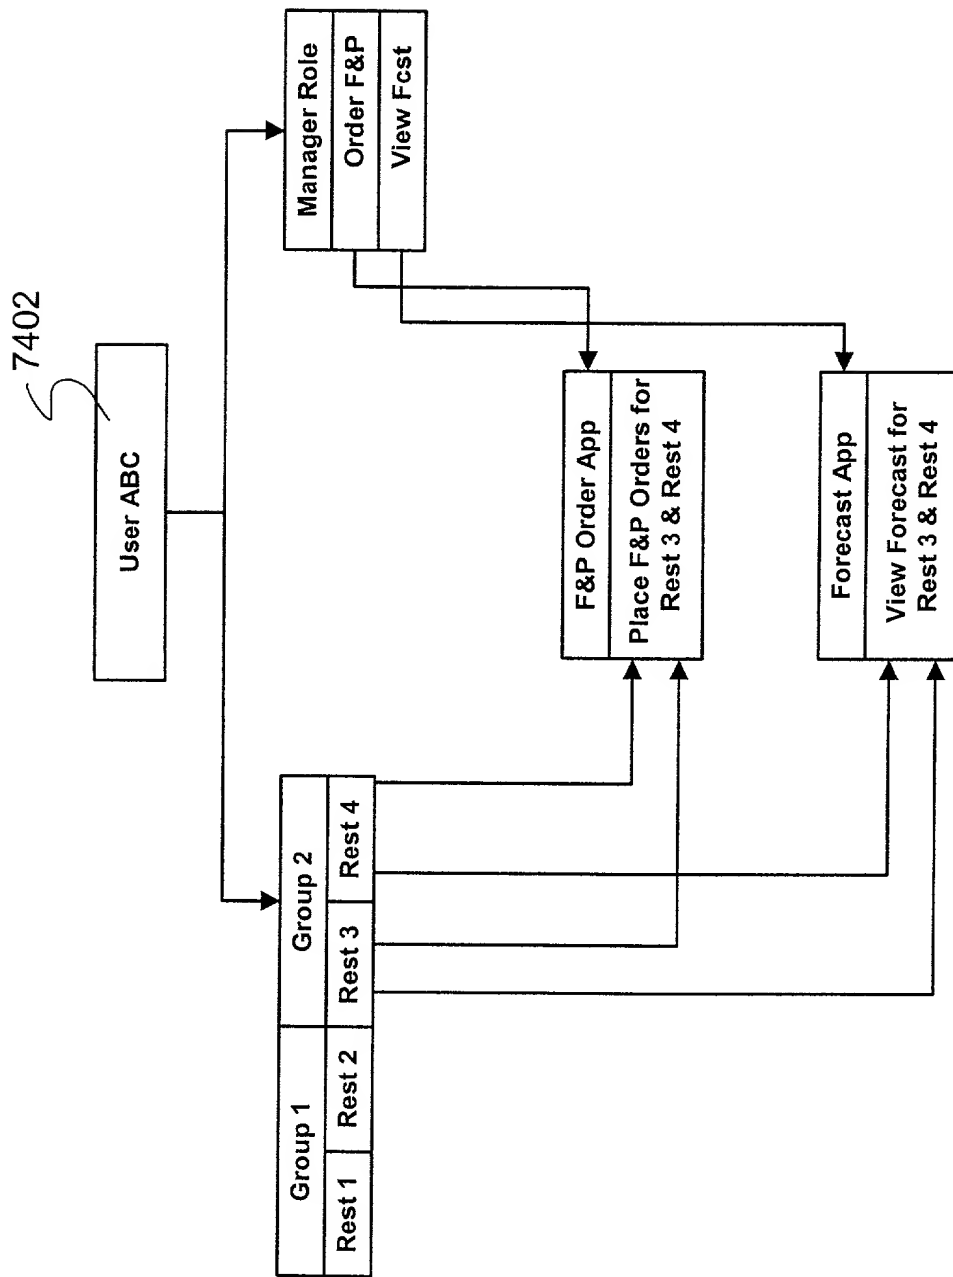 7402
User ABC
Manager Role
Order F&P
View Fcst
Group 1
Group 2
Rest 1
Rest 2
Rest 3
Rest 4
F&P Order App
Place F&P Orders for
Rest 3 & Rest 4
Forecast App
View Forecast for
Rest 3 & Rest 4